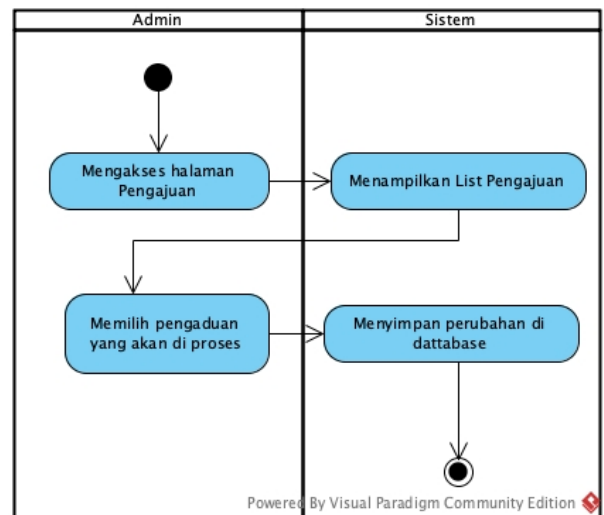 Admin
Sistem
Mengakses halaman
Pengajuan
Menampilkan List Pengajuan
Memilih pengaduan
yang akan di proses
Menyimpan perubahan di
dattabase
Powered By Visual Paradigm Community Edition